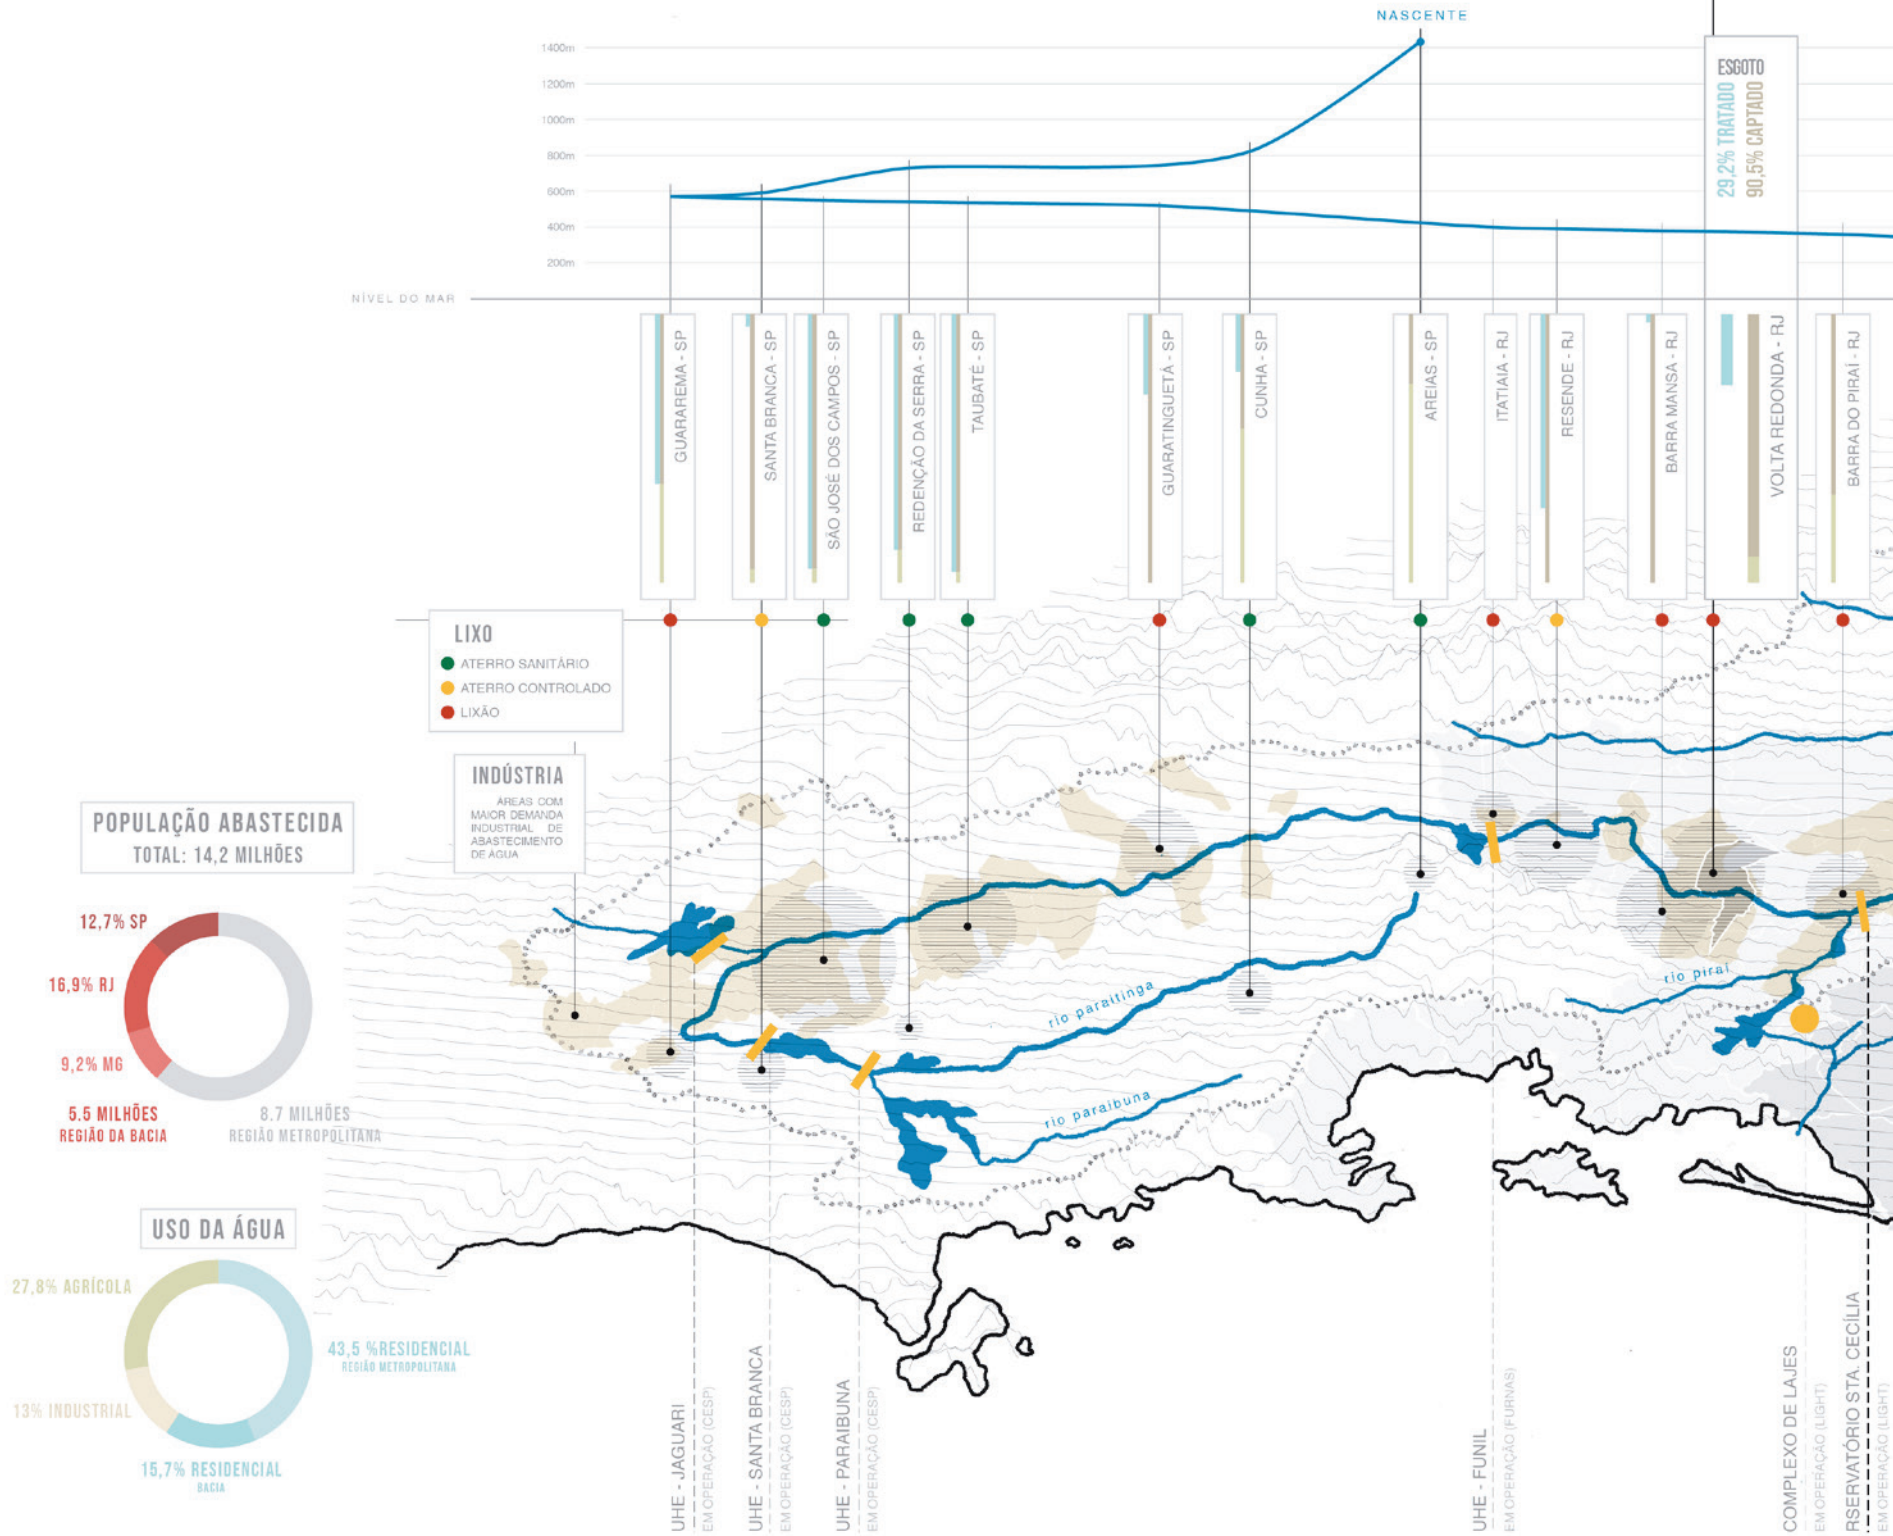 NASCENTE
1400m
1200m
1000m
800m
600m
400m
200m
NÍVEL DO MAR
ESGOTO
29,2% TRATADO
90,5% CAPTADO
GUARAREMA - SP
SANTA BRANCA - SP
SÃO JOSÉ DOS CAMPOS - SP
REDENÇÃO DA SERRA - SP
TAUBATÉ - SP
GUARATINGUETÁ - SP
CUNHA - SP
AREIAS - SP
ITATIAIA - RJ
RESENDE - RJ
BARRA MANSA - RJ
VOLTA REDONDA - RJ
BARRA DO PIRAÍ - RJ
LIXO
ATERRO SANITÁRIO
ATERRO CONTROLADO
LIXÃO
INDÚSTRIA
ÁREAS COM
MAIOR DEMANDA
INDUSTRIAL DE
ABASTECIMENTO
DE ÁGUA
POPULAÇÃO ABASTECIDA
TOTAL: 14,2 MILHÕES
12,7% SP
16,9% RJ
9,2% MG
5.5 MILHÕES
REGIÃO DA BACIA
8.7 MILHÕES
REGIÃO METROPOLITANA
rio paraitinga
rio paraibuna
rio piraí
USO DA ÁGUA
27,8% AGRÍCOLA
43,5 %RESIDENCIAL
REGIÃO METROPOLITANA
13% INDUSTRIAL
15,7% RESIDENCIAL
BACIA
UHE - JAGUARI
EM OPERAÇÃO (CESP)
UHE - SANTA BRANCA
EM OPERAÇÃO (CESP)
UHE - PARAIBUNA
EM OPERAÇÃO (CESP)
UHE - FUNIL
EM OPERAÇÃO (FURNAS)
COMPLEXO DE LAJES
EM OPERAÇÃO (LIGHT)
RSERVATÓRIO STA. CECÍLIA
EM OPERAÇÃO (LIGHT)